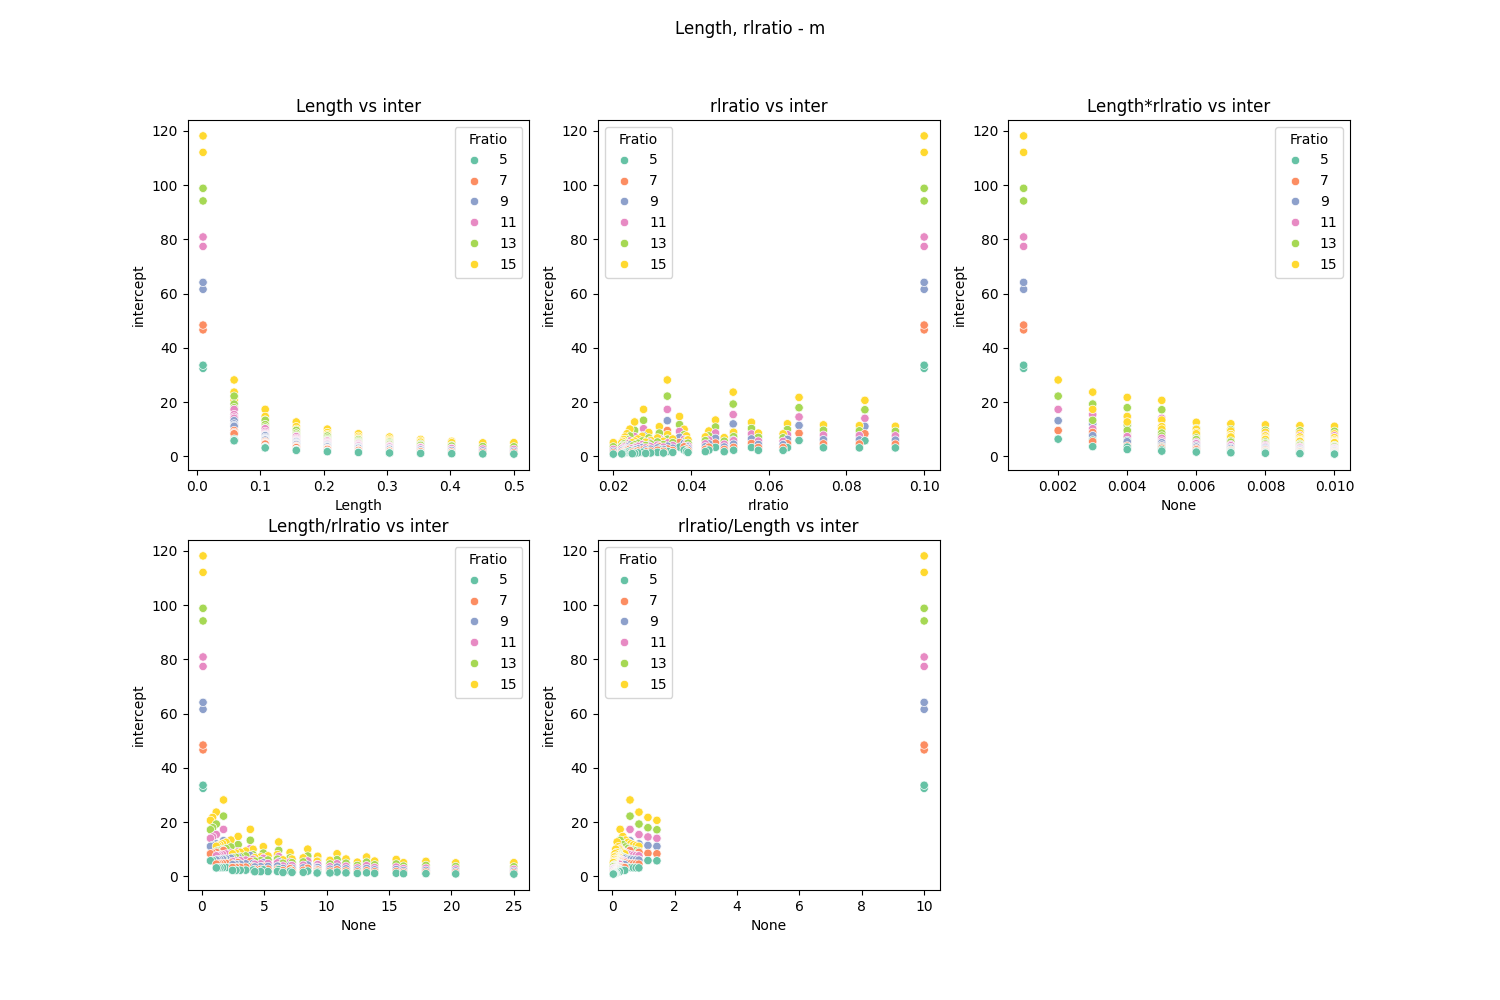 Length, rlratio - m
Length vs inter
rlratio vs inter
Length*rlratio vs inter
120
100
80
60
40
20
0
intercept
Fratio
5
7
9
11
13
15
0.0 0.1 0.2 0.3 0.4 0.5
Length
120
100
80
60
40
20
0
intercept
Fratio
5
7
9
11
13
15
0.02 0.04 0.06 0.08 0.10
rlratio
120
100
80
60
40
20
0
intercept
Fratio
5
7
9
11
13
15
0.002 0.004 0.006 0.008 0.010
None
Length/rlratio vs inter
rlratio/Length vs inter
120
100
80
60
40
20
0
intercept
Fratio
5
7
9
11
13
15
0 5 10 15 20 25
None
120
100
80
60
40
20
0
intercept
Fratio
5
7
9
11
13
15
0 2 4 6 8 10
None